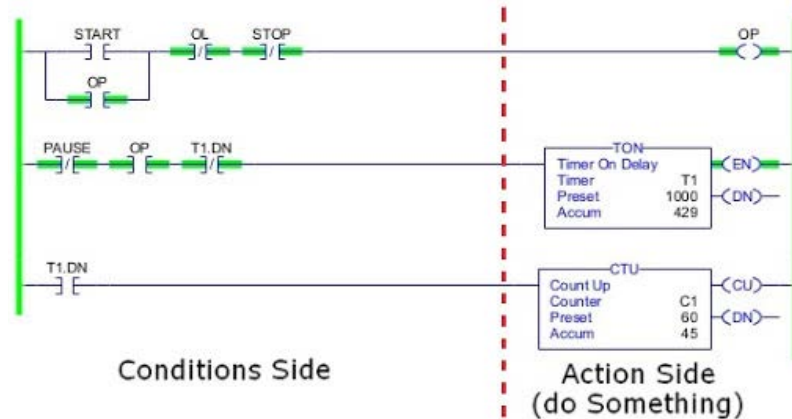 START OL STOP OP
OP
PAUSE OP T1.DN
TON
Timer On Delay
Timer T1
Preset 1000
Accum 429
EN
DN
T1.DN
CTU
Count Up
Counter C1
Preset 60
Accum 45
CU
DN
Conditions Side
Action Side
(do Something)